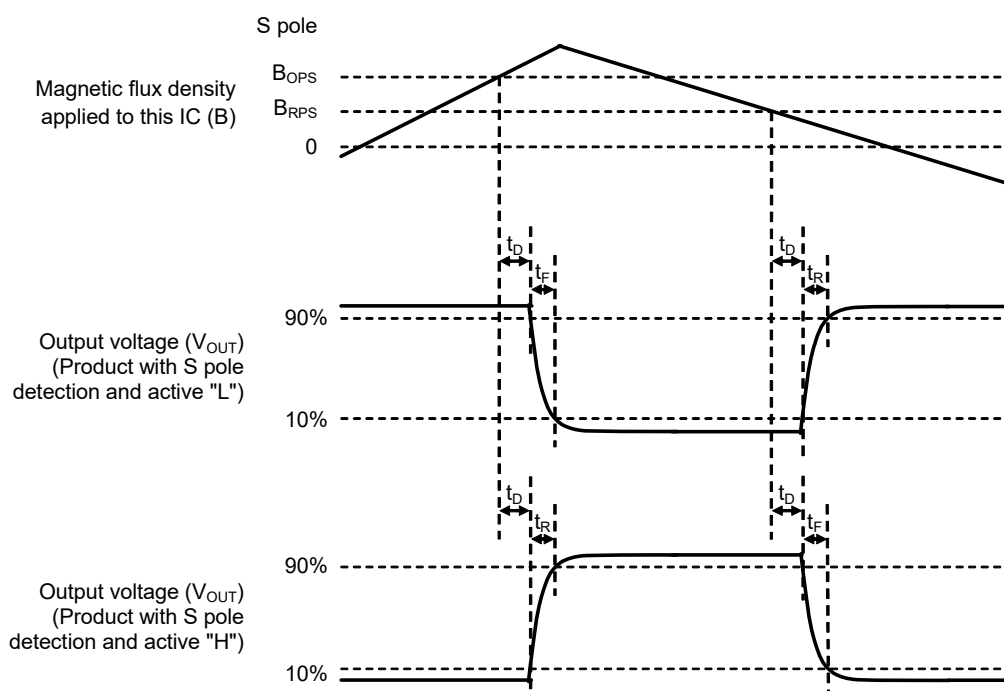 S pole
Magnetic flux density
applied to this IC (B)
BOPS
BRPS
0
tD
tF
tD
tR
90%
Output voltage (VOUT)
(Product with S pole
detection and active "L")
10%
tD
tR
tD
tF
90%
Output voltage (VOUT)
(Product with S pole
detection and active "H")
10%